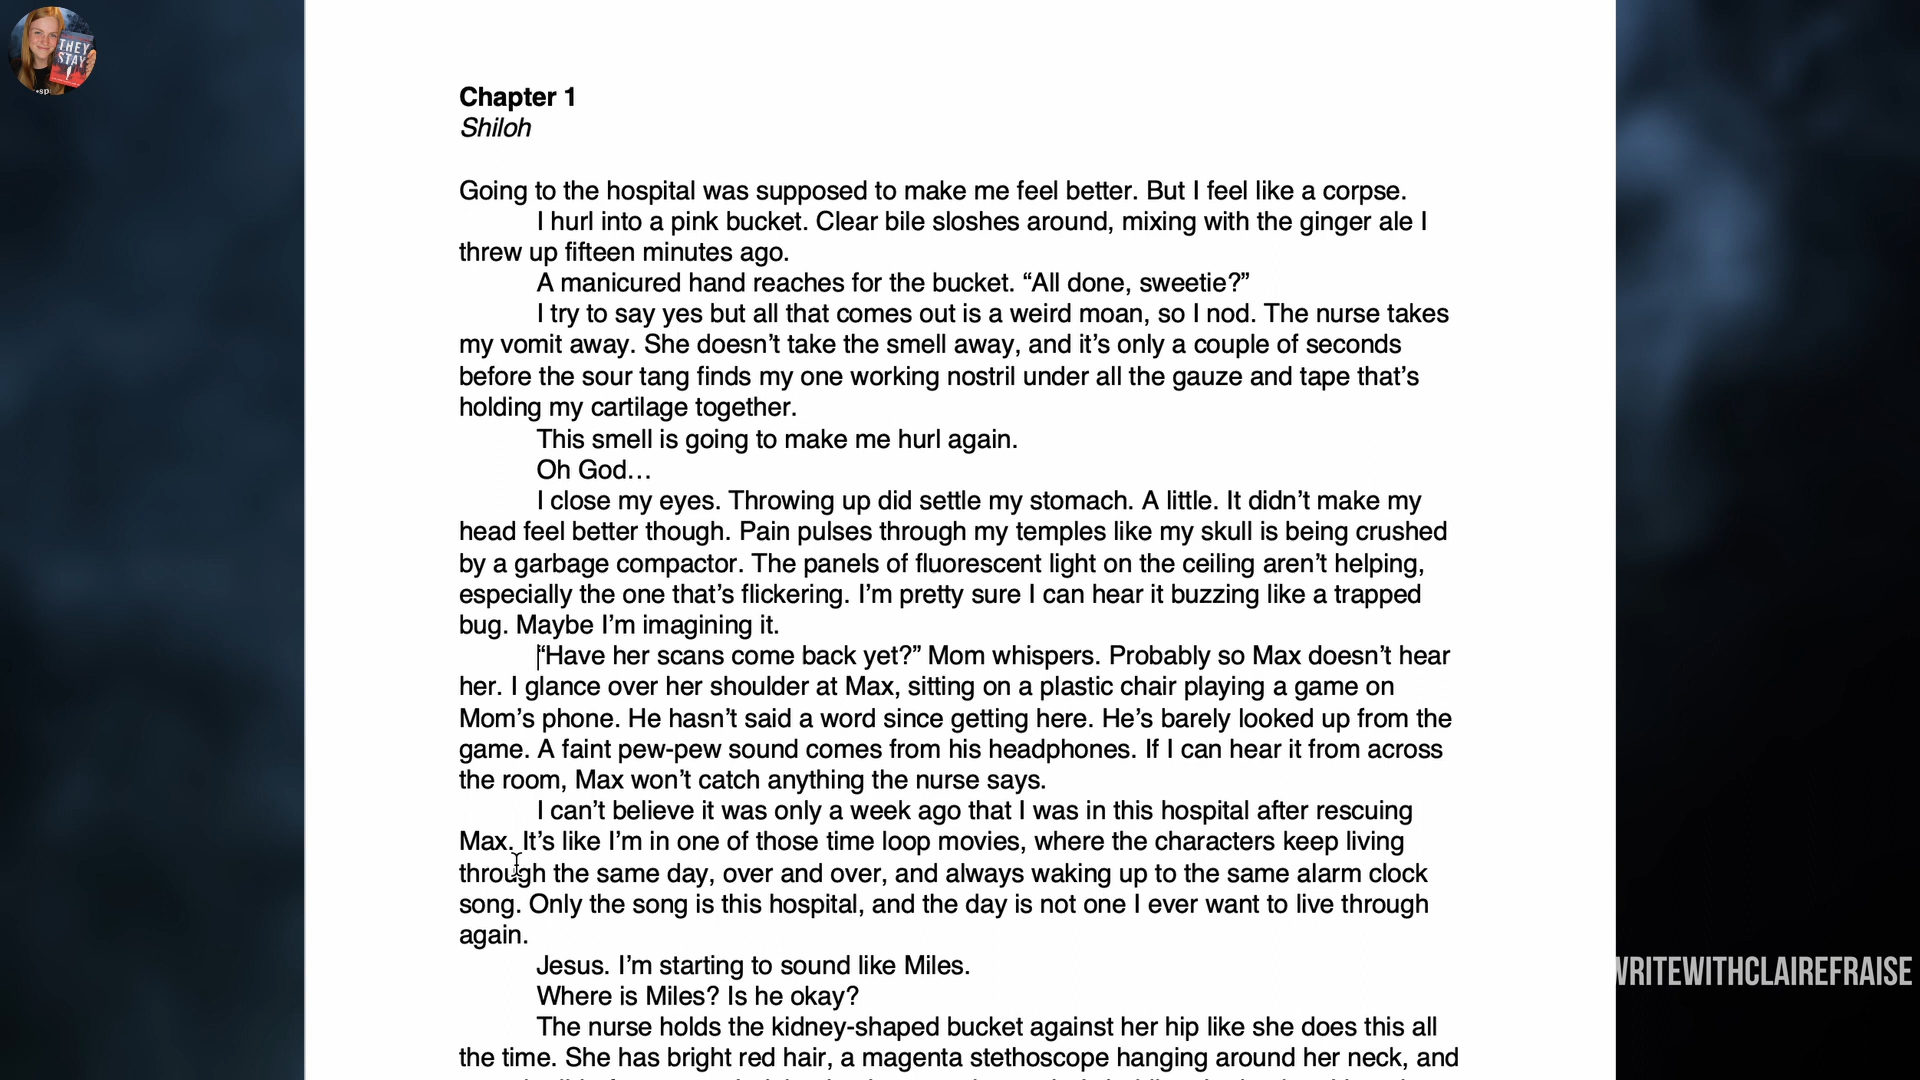 THEY
STAY
Chapter 1
Shiloh
Going to the hospital was supposed to make me feel better. But I feel like a corpse.
I hurl into a pink bucket. Clear bile sloshes around, mixing with the ginger ale I
threw up fifteen minutes ago.
A manicured hand reaches for the bucket. “All done, sweetie?”
I try to say yes but all that comes out is a weird moan, so I nod. The nurse takes
my vomit away. She doesn’t take the smell away, and it’s only a couple of seconds
before the sour tang finds my one working nostril under all the gauze and tape that’s
holding my cartilage together.
This smell is going to make me hurl again.
Oh God…
I close my eyes. Throwing up did settle my stomach. A little. It didn’t make my
head feel better though. Pain pulses through my temples like my skull is being crushed
by a garbage compactor. The panels of fluorescent light on the ceiling aren’t helping,
especially the one that’s flickering. I’m pretty sure I can hear it buzzing like a trapped
bug. Maybe I’m imagining it.
“Have her scans come back yet?” Mom whispers. Probably so Max doesn’t hear
her. I glance over her shoulder at Max, sitting on a plastic chair playing a game on
Mom’s phone. He hasn’t said a word since getting here. He’s barely looked up from the
game. A faint pew-pew sound comes from his headphones. If I can hear it from across
the room, Max won’t catch anything the nurse says.
I can’t believe it was only a week ago that I was in this hospital after rescuing
Max. It’s like I’m in one of those time loop movies, where the characters keep living
through the same day, over and over, and always waking up to the same alarm clock
song. Only the song is this hospital, and the day is not one I ever want to live through
again.
Jesus. I’m starting to sound like Miles.
Where is Miles? Is he okay?
The nurse holds the kidney-shaped bucket against her hip like she does this all
the time. She has bright red hair, a magenta stethoscope hanging around her neck, and
WRITEWITHCLAIREFRAISE